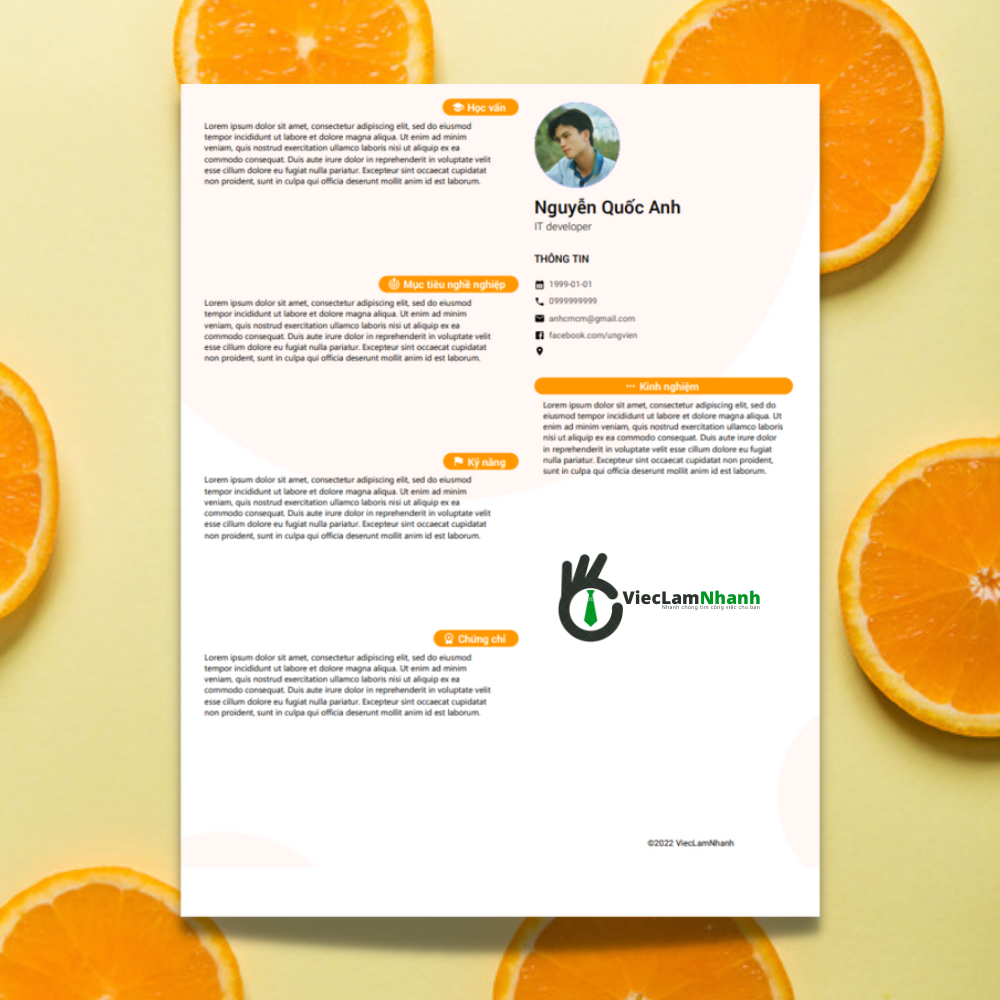 Học vấn
Lorem ipsum dolor sit amet, consectetur adipiscing elit, sed do eiusmod
tempor incididunt ut labore et dolore magna aliqua. Ut enim ad minim
veniam, quis nostrud exercitation ullamco laboris nisi ut aliquip ex ea
commodo consequat. Duis aute irure dolor in reprehenderit in voluptate velit
esse cillum dolore eu fugiat nulla pariatur. Excepteur sint occaecat cupidatat
non proident, sunt in culpa qui officia deserunt mollit anim id est laborum.
Mục tiêu nghề nghiệp
Lorem ipsum dolor sit amet, consectetur adipiscing elit, sed do eiusmod
tempor incididunt ut labore et dolore magna aliqua. Ut enim ad minim
veniam, quis nostrud exercitation ullamco laboris nisi ut aliquip ex ea
commodo consequat. Duis aute irure dolor in reprehenderit in voluptate velit
esse cillum dolore eu fugiat nulla pariatur. Excepteur sint occaecat cupidatat
non proident, sunt in culpa qui officia deserunt mollit anim id est laborum.
Kỹ năng
Lorem ipsum dolor sit amet, consectetur adipiscing elit, sed do eiusmod
tempor incididunt ut labore et dolore magna aliqua. Ut enim ad minim
veniam, quis nostrud exercitation ullamco laboris nisi ut aliquip ex ea
commodo consequat. Duis aute irure dolor in reprehenderit in voluptate velit
esse cillum dolore eu fugiat nulla pariatur. Excepteur sint occaecat cupidatat
non proident, sunt in culpa qui officia deserunt mollit anim id est laborum.
Chứng chỉ
Lorem ipsum dolor sit amet, consectetur adipiscing elit, sed do eiusmod
tempor incididunt ut labore et dolore magna aliqua. Ut enim ad minim
veniam, quis nostrud exercitation ullamco laboris nisi ut aliquip ex ea
commodo consequat. Duis aute irure dolor in reprehenderit in voluptate velit
esse cillum dolore eu fugiat nulla pariatur. Excepteur sint occaecat cupidatat
non proident, sunt in culpa qui officia deserunt mollit anim id est laborum.
Nguyễn Quốc Anh
IT developer
THÔNG TIN
1999-01-01
0999999999
anhcmcm@gmail.com
facebook.com/ungvien
Kinh nghiệm
Lorem ipsum dolor sit amet, consectetur adipiscing elit, sed do
eiusmod tempor incididunt ut labore et dolore magna aliqua. Ut
enim ad minim veniam, quis nostrud exercitation ullamco laboris
nisi ut aliquip ex ea commodo consequat. Duis aute irure dolor
in reprehenderit in voluptate velit esse cillum dolore eu fugiat
nulla pariatur. Excepteur sint occaecat cupidatat non proident,
sunt in culpa qui officia deserunt mollit anim id est laborum.
ViecLamNhanh
Nhanh chóng tìm công việc cho bạn
©2022 ViecLamNhanh